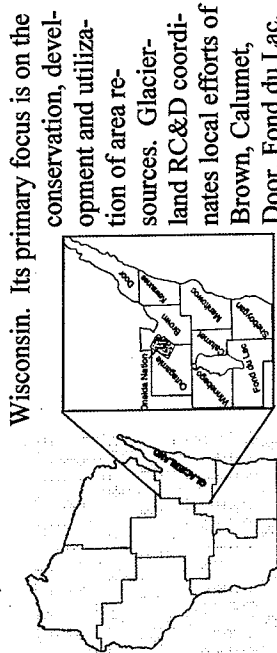 Wisconsin. Its primary focus is on the
conservation, devel-
opment and utiliza-
tion of area re-
sources. Glacier-
land RC&D coordi-
nates local efforts of
Brown, Calumet,
Door, Fond du Lac,
GLACIERLAND
Door
Kewaunee
Brown
Oneida Nation
Outagamie
Manitowoc
Calumet
Winnebago
Sheboygan
Fond du Lac